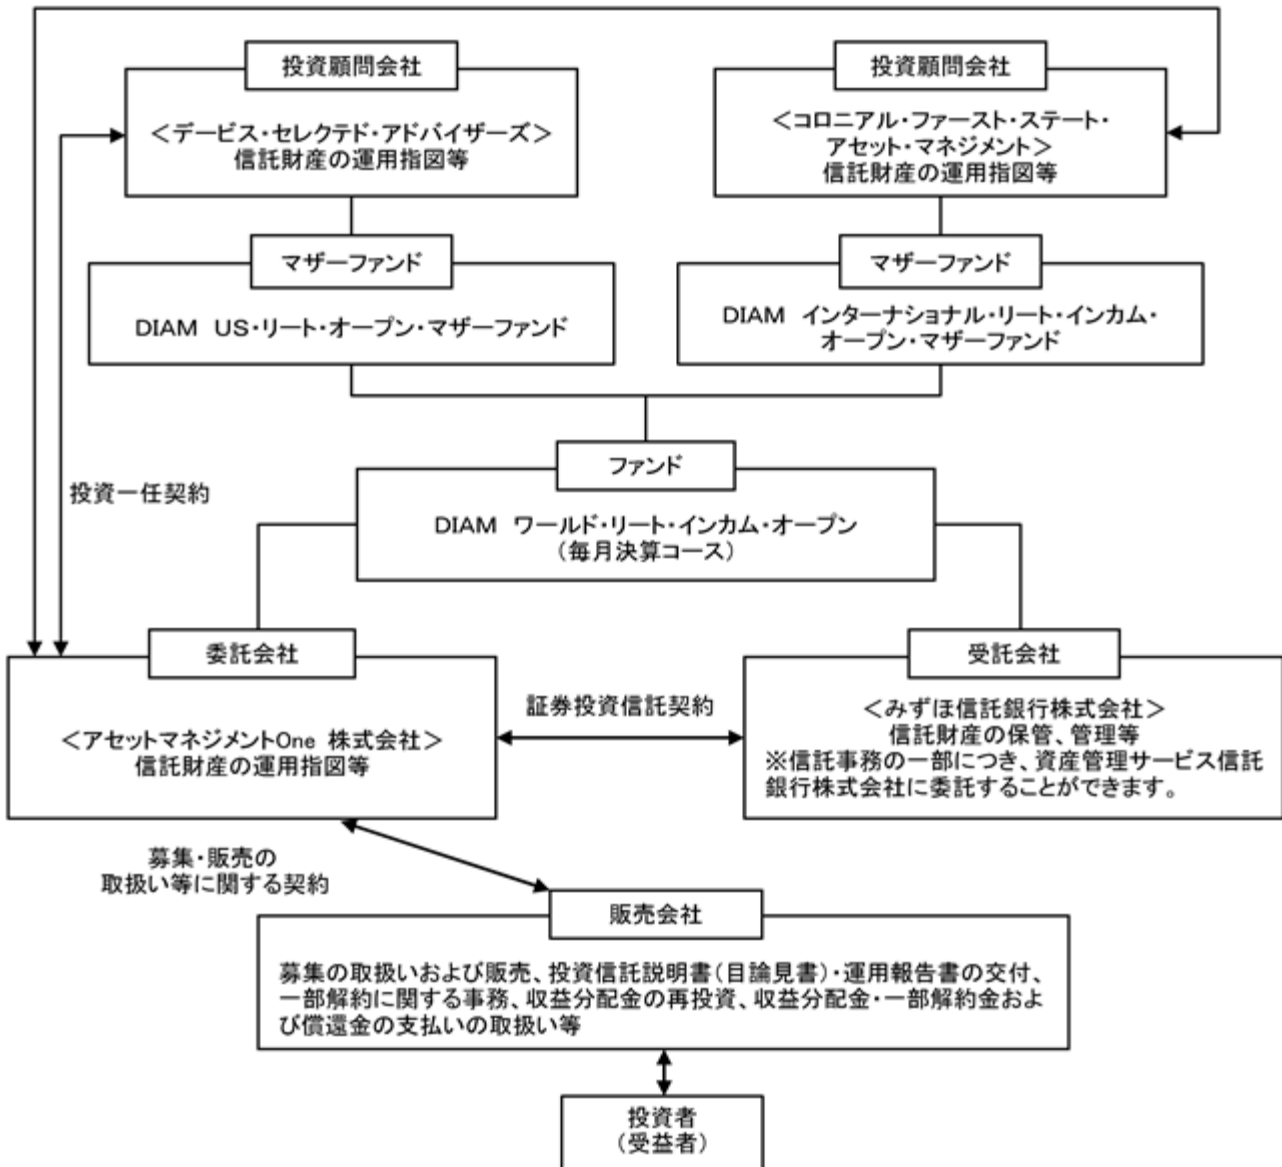 投資顧問会社
＜デービス・セレクテド・アドバイザーズ＞
信託財産の運用指図等
投資顧問会社
＜コロニアル・ファースト・ステート・
アセット・マネジメント＞
信託財産の運用指図等
マザーファンド
DIAM　US・リート・オープン・マザーファンド
マザーファンド
DIAM　インターナショナル・リート・インカム・
オープン・マザーファンド
ファンド
DIAM　ワールド・リート・インカム・オープン
（毎月決算コース）
投資一任契約
委託会社
＜アセットマネジメントOne 株式会社＞
信託財産の運用指図等
証券投資信託契約
受託会社
＜みずほ信託銀行株式会社＞
信託財産の保管、管理等
※信託事務の一部につき、資産管理サービス信託
銀行株式会社に委託することができます。
募集・販売の
取扱い等に関する契約
販売会社
募集の取扱いおよび販売、投資信託説明書（目論見書）・運用報告書の交付、
一部解約に関する事務、収益分配金の再投資、収益分配金・一部解約金およ
び償還金の支払いの取扱い等
投資者
（受益者）